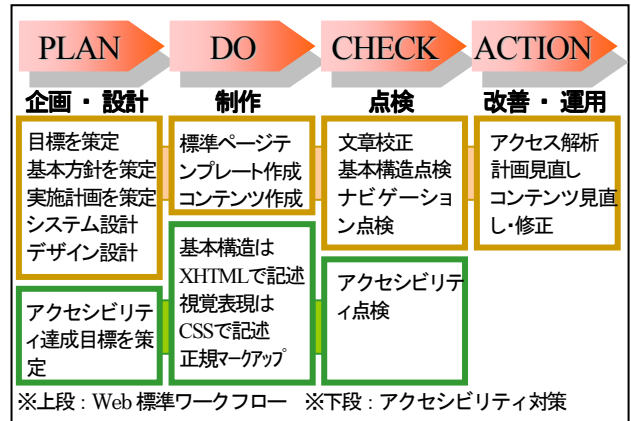 PLAN
DO
CHECK
ACTION
企画・設計
制作
点検
改善・運用
目標を策定
基本方針を策定
実施計画を策定
システム設計
デザイン設計
標準ページテ
ンプレート作成
コンテンツ作成
文章校正
基本構造点検
ナビゲーショ
ン点検
アクセス解析
計画見直し
コンテンツ見直
し・修正
アクセシビリテ
ィ達成目標を策
定
基本構造は
XHTMLで記述
視覚表現は
CSSで記述
正規マークアップ
アクセシビリテ
ィ点検
※上段：Web 標準ワークフロー ※下段：アクセシビリティ対策